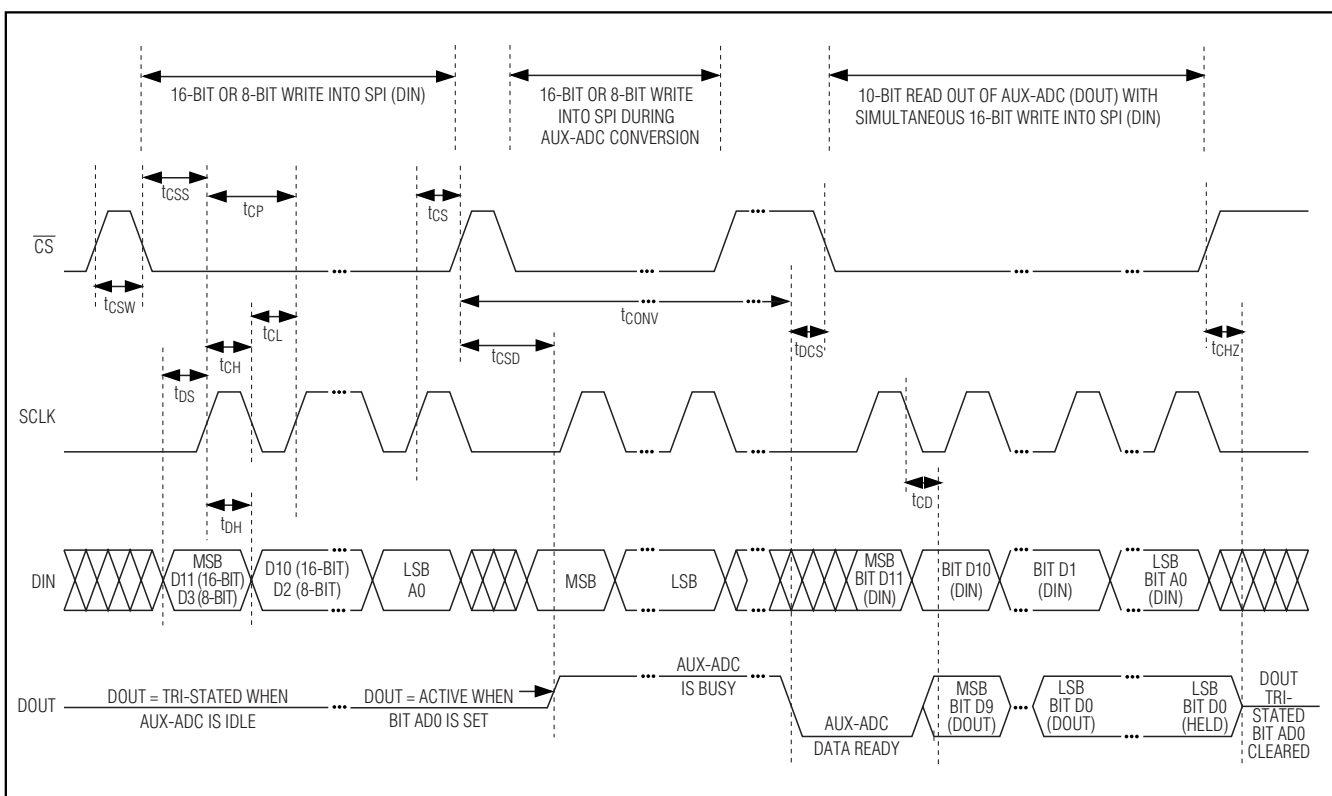 16-BIT OR 8-BIT WRITE INTO SPI (DIN)
16-BIT OR 8-BIT WRITE
INTO SPI DURING
AUX-ADC CONVERSION
10-BIT READ OUT OF AUX-ADC (DOUT) WITH
SIMULTANEOUS 16-BIT WRITE INTO SPI (DIN)
tCSS
tCP
tCS
CS
tCSW
tCL
tCONV
tCH
tCSD
tDCS
tCHZ
tDS
SCLK
tCD
tDH
DIN
MSB
D11 (16-BIT)
D3 (8-BIT)
D10 (16-BIT)
D2 (8-BIT)
LSB
A0
MSB
LSB
MSB
BIT D11
(DIN)
BIT D10
(DIN)
BIT D1
(DIN)
LSB
BIT A0
(DIN)
DOUT
DOUT = TRI-STATED WHEN
AUX-ADC IS IDLE
DOUT = ACTIVE WHEN
BIT AD0 IS SET
AUX-ADC
IS BUSY
AUX-ADC
DATA READY
MSB
BIT D9
(DOUT)
LSB
BIT D0
(DOUT)
LSB
BIT D0
(HELD)
DOUT
TRI-
STATED
BIT AD0
CLEARED